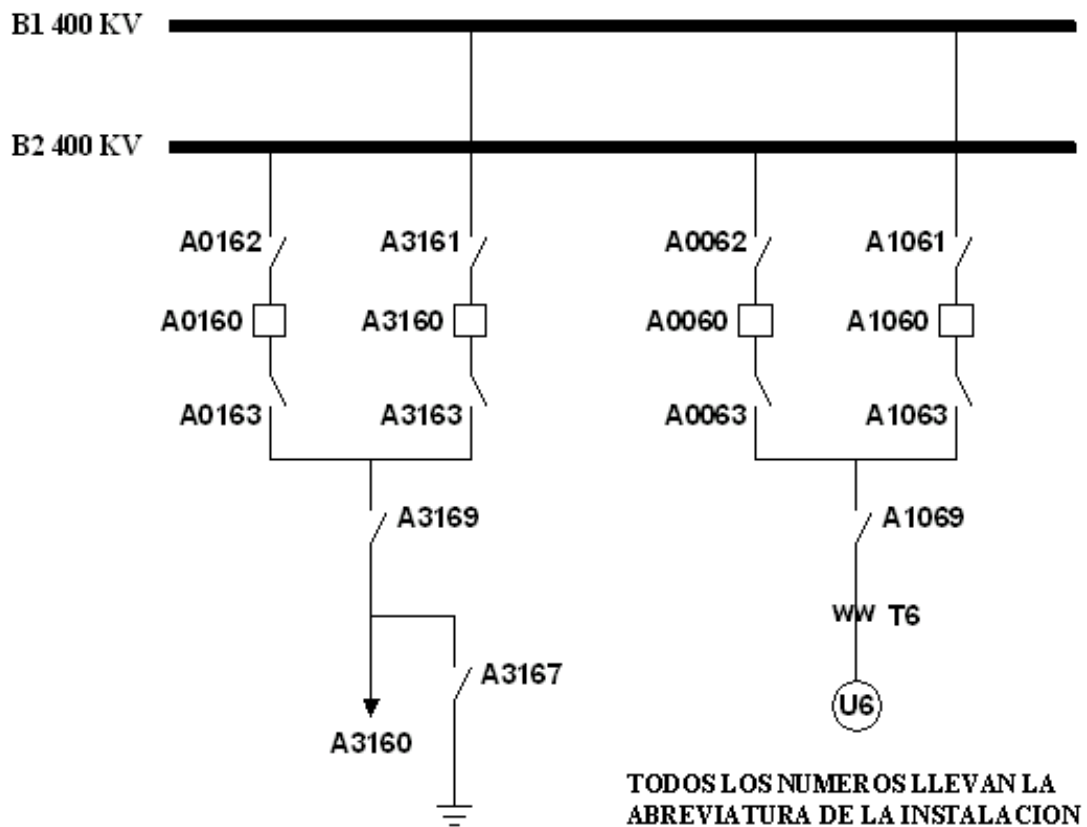 B1 400 KV
B2 400 KV
A0162 A3161 A0062 A1061
A0160 A3160 A0060 A1060
A0163 A3163 A0063 A1063
A3169 A1069
WW T6
A3167
U6
A3160
TODOS LOS NUMEROS LLEVAN LA
ABREVIATURA DE LA INSTALACION